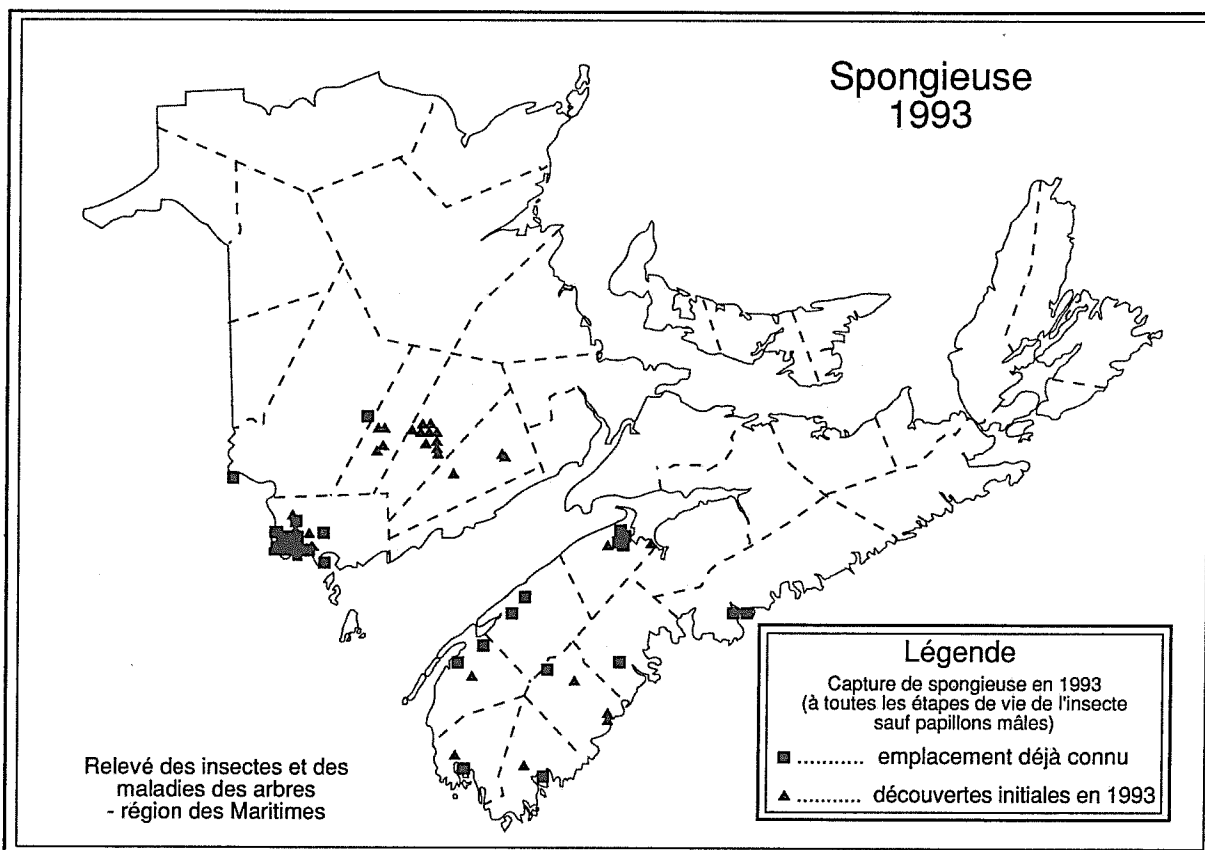 Spongieuse
1993
Légende
Capture de spongieuse en 1993
(à toutes les étapes de vie de l'insecte
sauf papillons mâles)
........... emplacement déjà connu
........... découvertes initiales en 1993
Relevé des insectes et des
maladies des arbres
- région des Maritimes